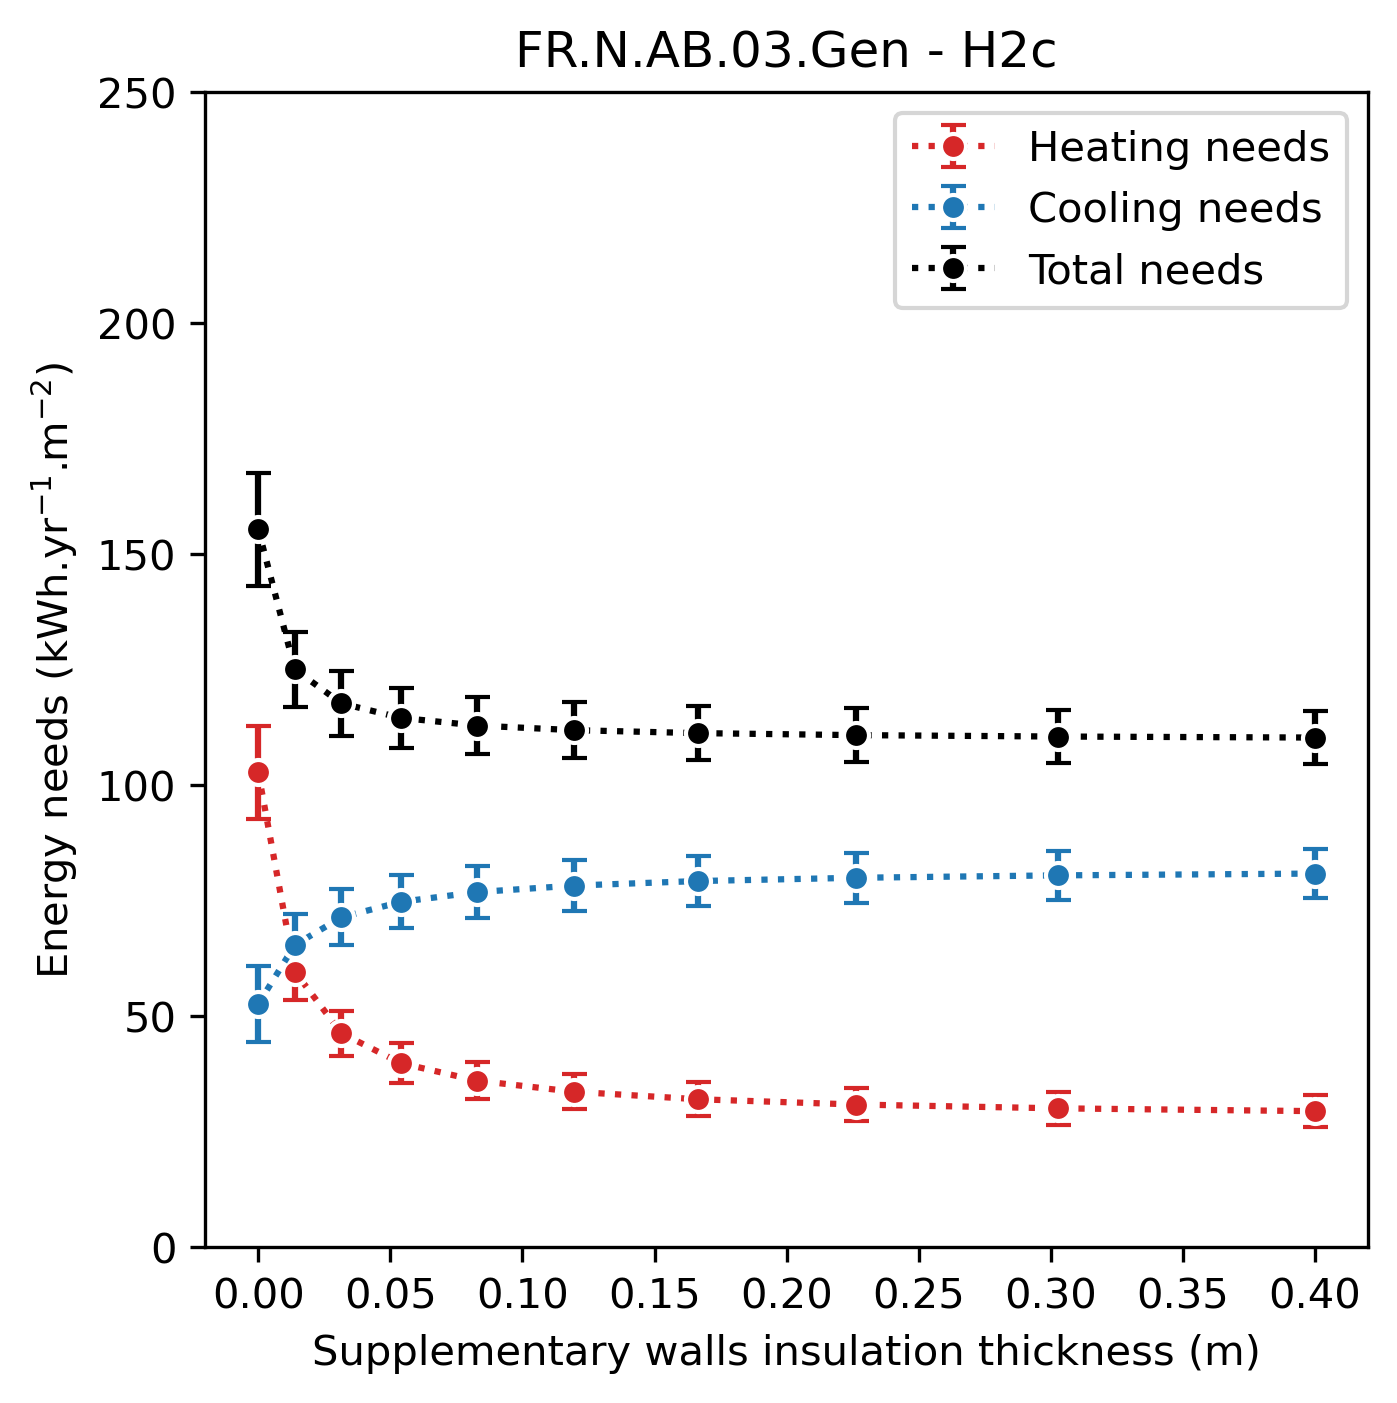 FR.N.AB.03.Gen - H2c
250
200
150
100
50
0
Energy needs (kWh.yr⁻¹.m⁻²)
Heating needs
Cooling needs
Total needs
0.00 0.05 0.10 0.15 0.20 0.25 0.30 0.35 0.40
Supplementary walls insulation thickness (m)